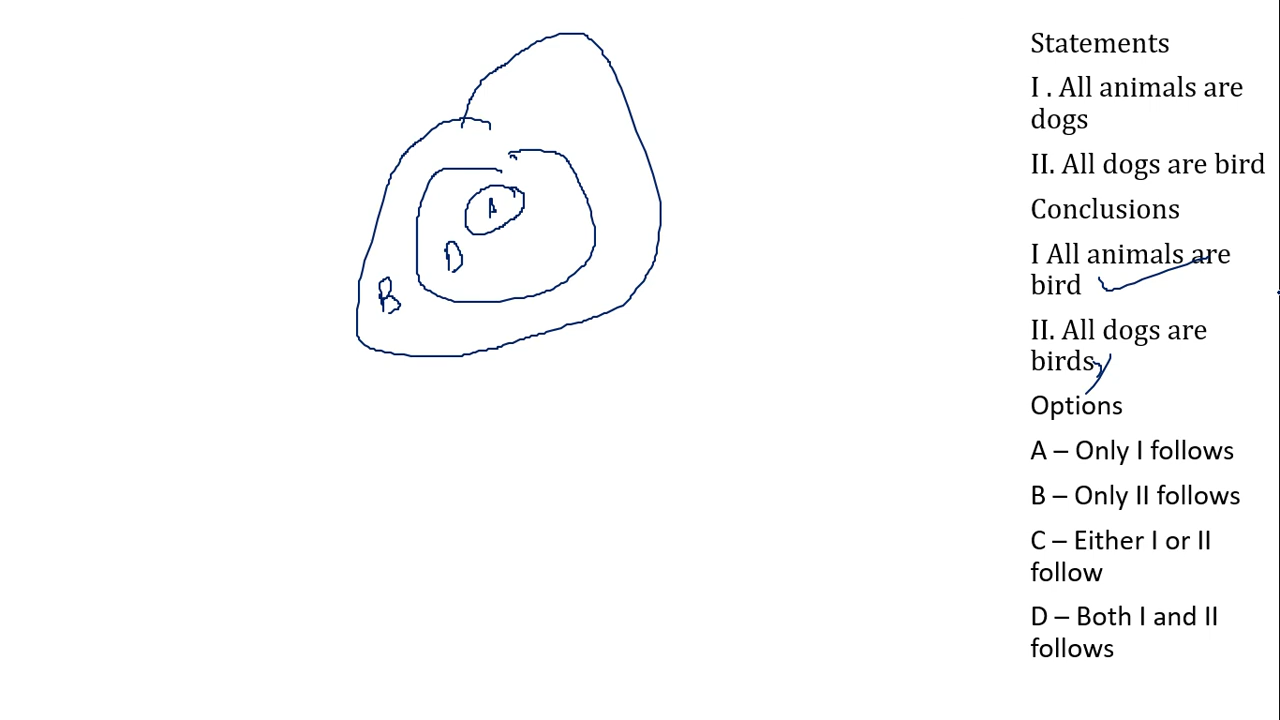 A
D
B
Statements
I . All animals are
dogs
II. All dogs are bird
Conclusions
I All animals are
bird
II. All dogs are
birds
Options
A – Only I follows
B – Only II follows
C – Either I or II
follow
D – Both I and II
follows